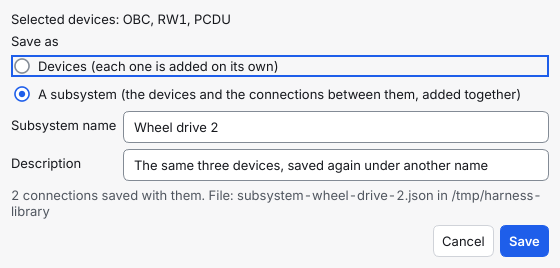 Selected devices: OBC, RW1, PCDU
Save as
Devices (each one is added on its own)
A subsystem (the devices and the connections between them, added together)
Subsystem name Wheel drive 2
Description The same three devices, saved again under another name
2 connections saved with them. File: subsystem-wheel-drive-2.json in /tmp/harness-
library
Cancel Save